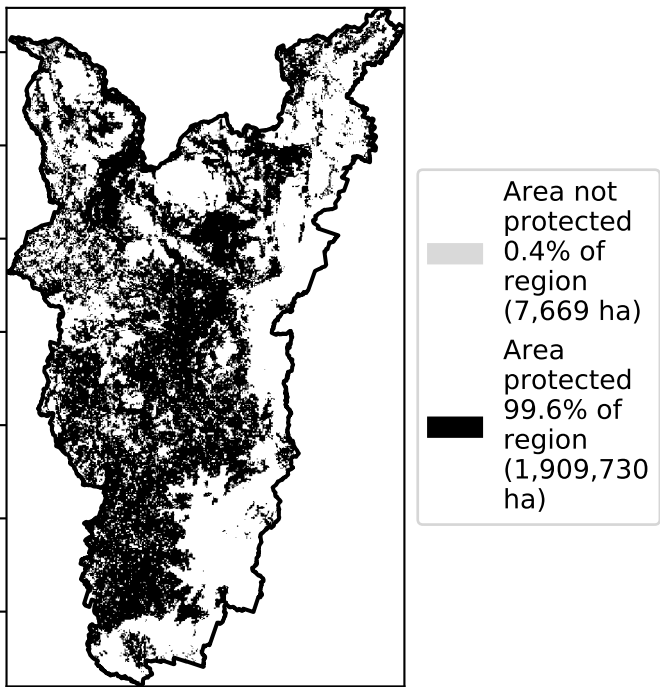 Area not
protected
0.4% of
region
(7,669 ha)
Area
protected
99.6% of
region
(1,909,730
ha)